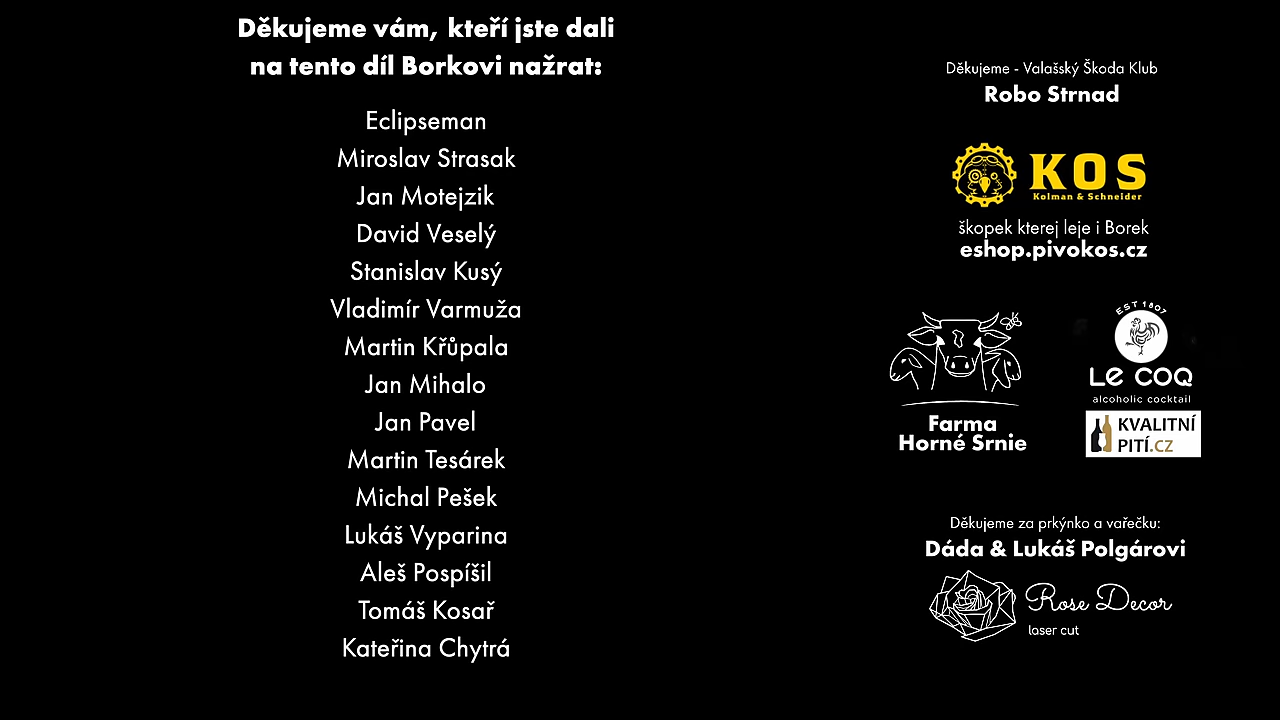 Děkujeme vám, kteří jste dali
na tento díl Borkovi nažrat:
Eclipseman
Miroslav Strasak
Jan Motejzik
David Veselý
Stanislav Kusý
Vladimír Varmuža
Martin Křůpala
Jan Mihalo
Jan Pavel
Martin Tesárek
Michal Pešek
Lukáš Vyparina
Aleš Pospíšil
Tomáš Kosař
Kateřina Chytrá
Děkujeme - Valašský Škoda Klub
Robo Strnad
KOS
Kolman & Schneider
škopek kterej leje i Borek
eshop.pivokos.cz
Farma
Horné Srnie
EST 1807
LE COQ
alcoholic cocktail
KVALITNÍ
PITÍ.CZ
Děkujeme za prkýnko a vařečku:
Dáda & Lukáš Polgárovi
Rose Decor
laser cut